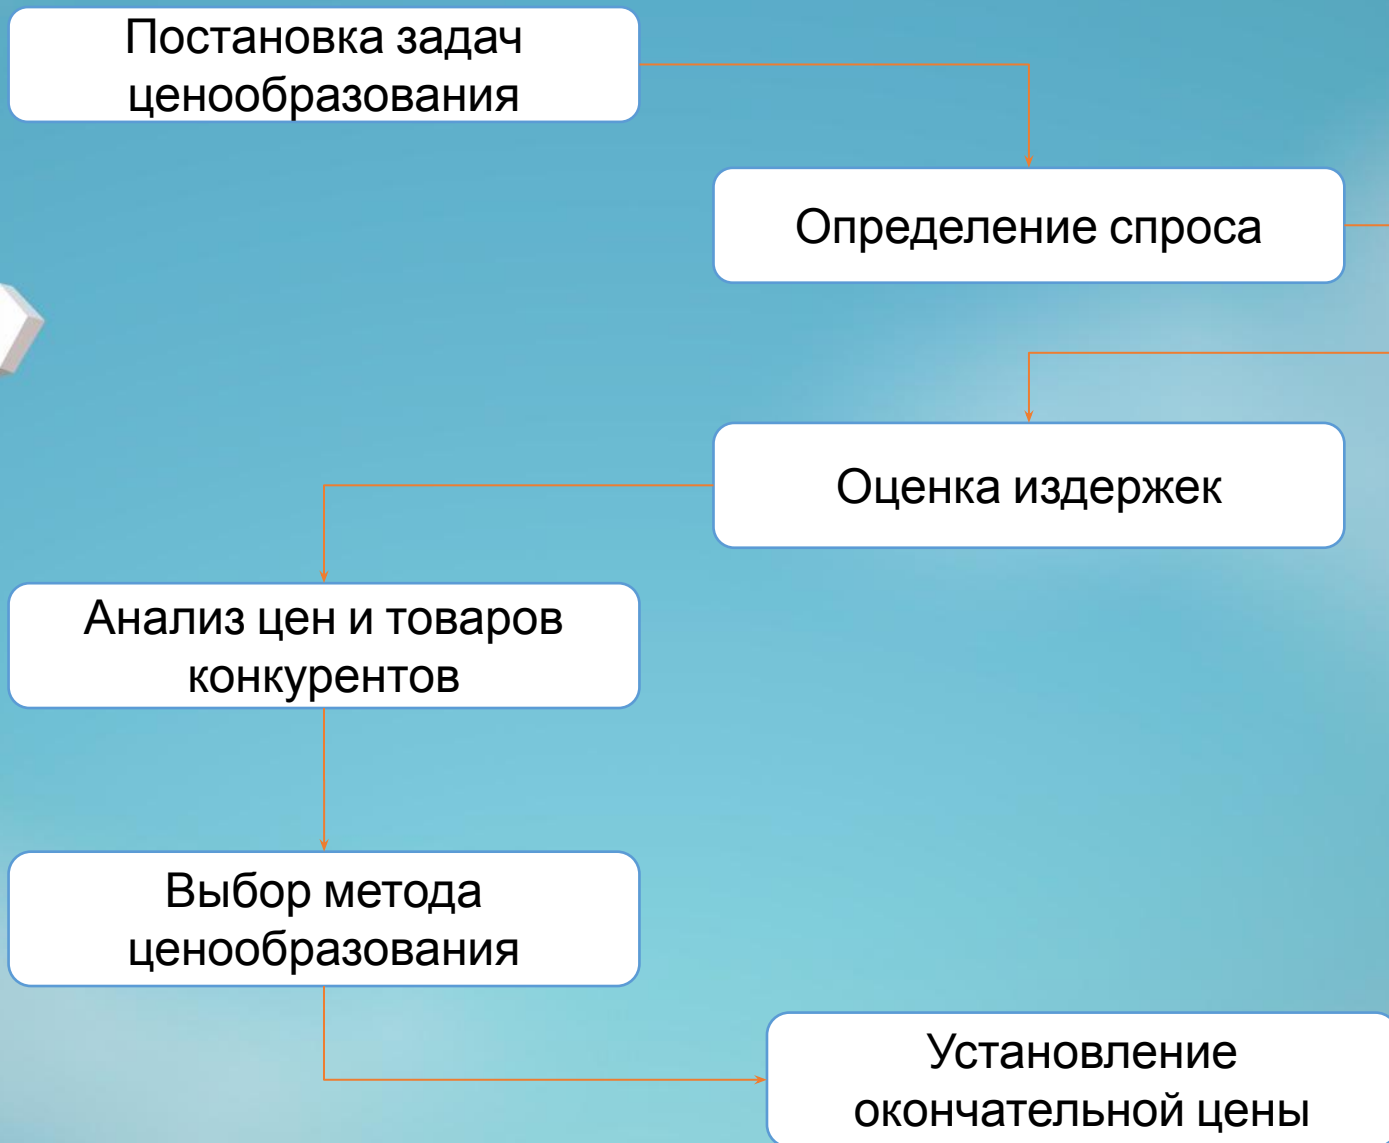 Постановка задач
ценообразования
Определение спроса
Оценка издержек
Анализ цен и товаров
конкурентов
Выбор метода
ценообразования
Установление
окончательной цены